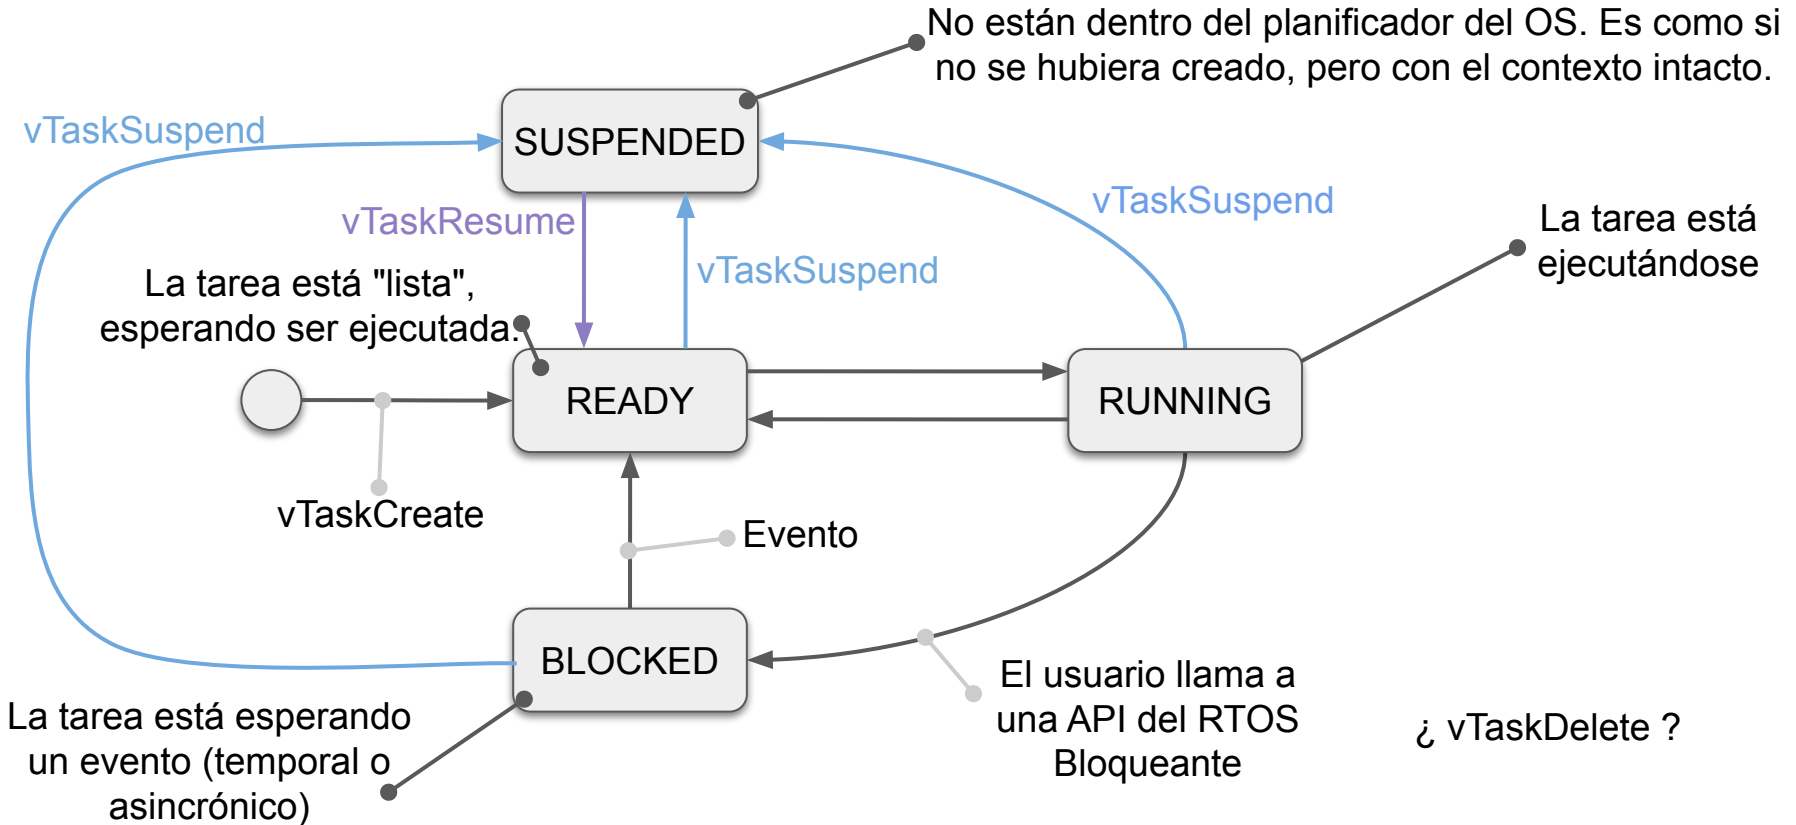 No están dentro del planificador del OS. Es como si
no se hubiera creado, pero con el contexto intacto.
vTaskSuspend
SUSPENDED
vTaskSuspend
vTaskResume
La tarea está
ejecutándose
vTaskSuspend
La tarea está "lista",
esperando ser ejecutada.
READY
RUNNING
vTaskCreate
Evento
BLOCKED
El usuario llama a
una API del RTOS
Bloqueante
La tarea está esperando
un evento (temporal o
asincrónico)
¿ vTaskDelete ?